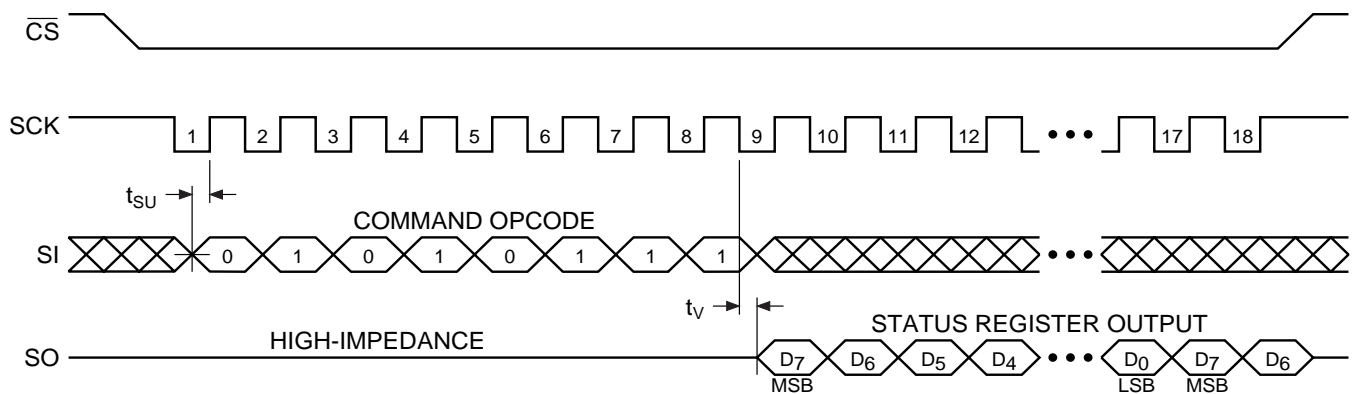 CS
SCK 1 2 3 4 5 6 7 8 9 10 11 12 ••• 17 18
tSU
COMMAND OPCODE
SI 0 1 0 1 0 1 1 1 •••
tV
HIGH-IMPEDANCE
STATUS REGISTER OUTPUT
SO D7 D6 D5 D4 ••• D0 D7 D6
MSB LSB MSB